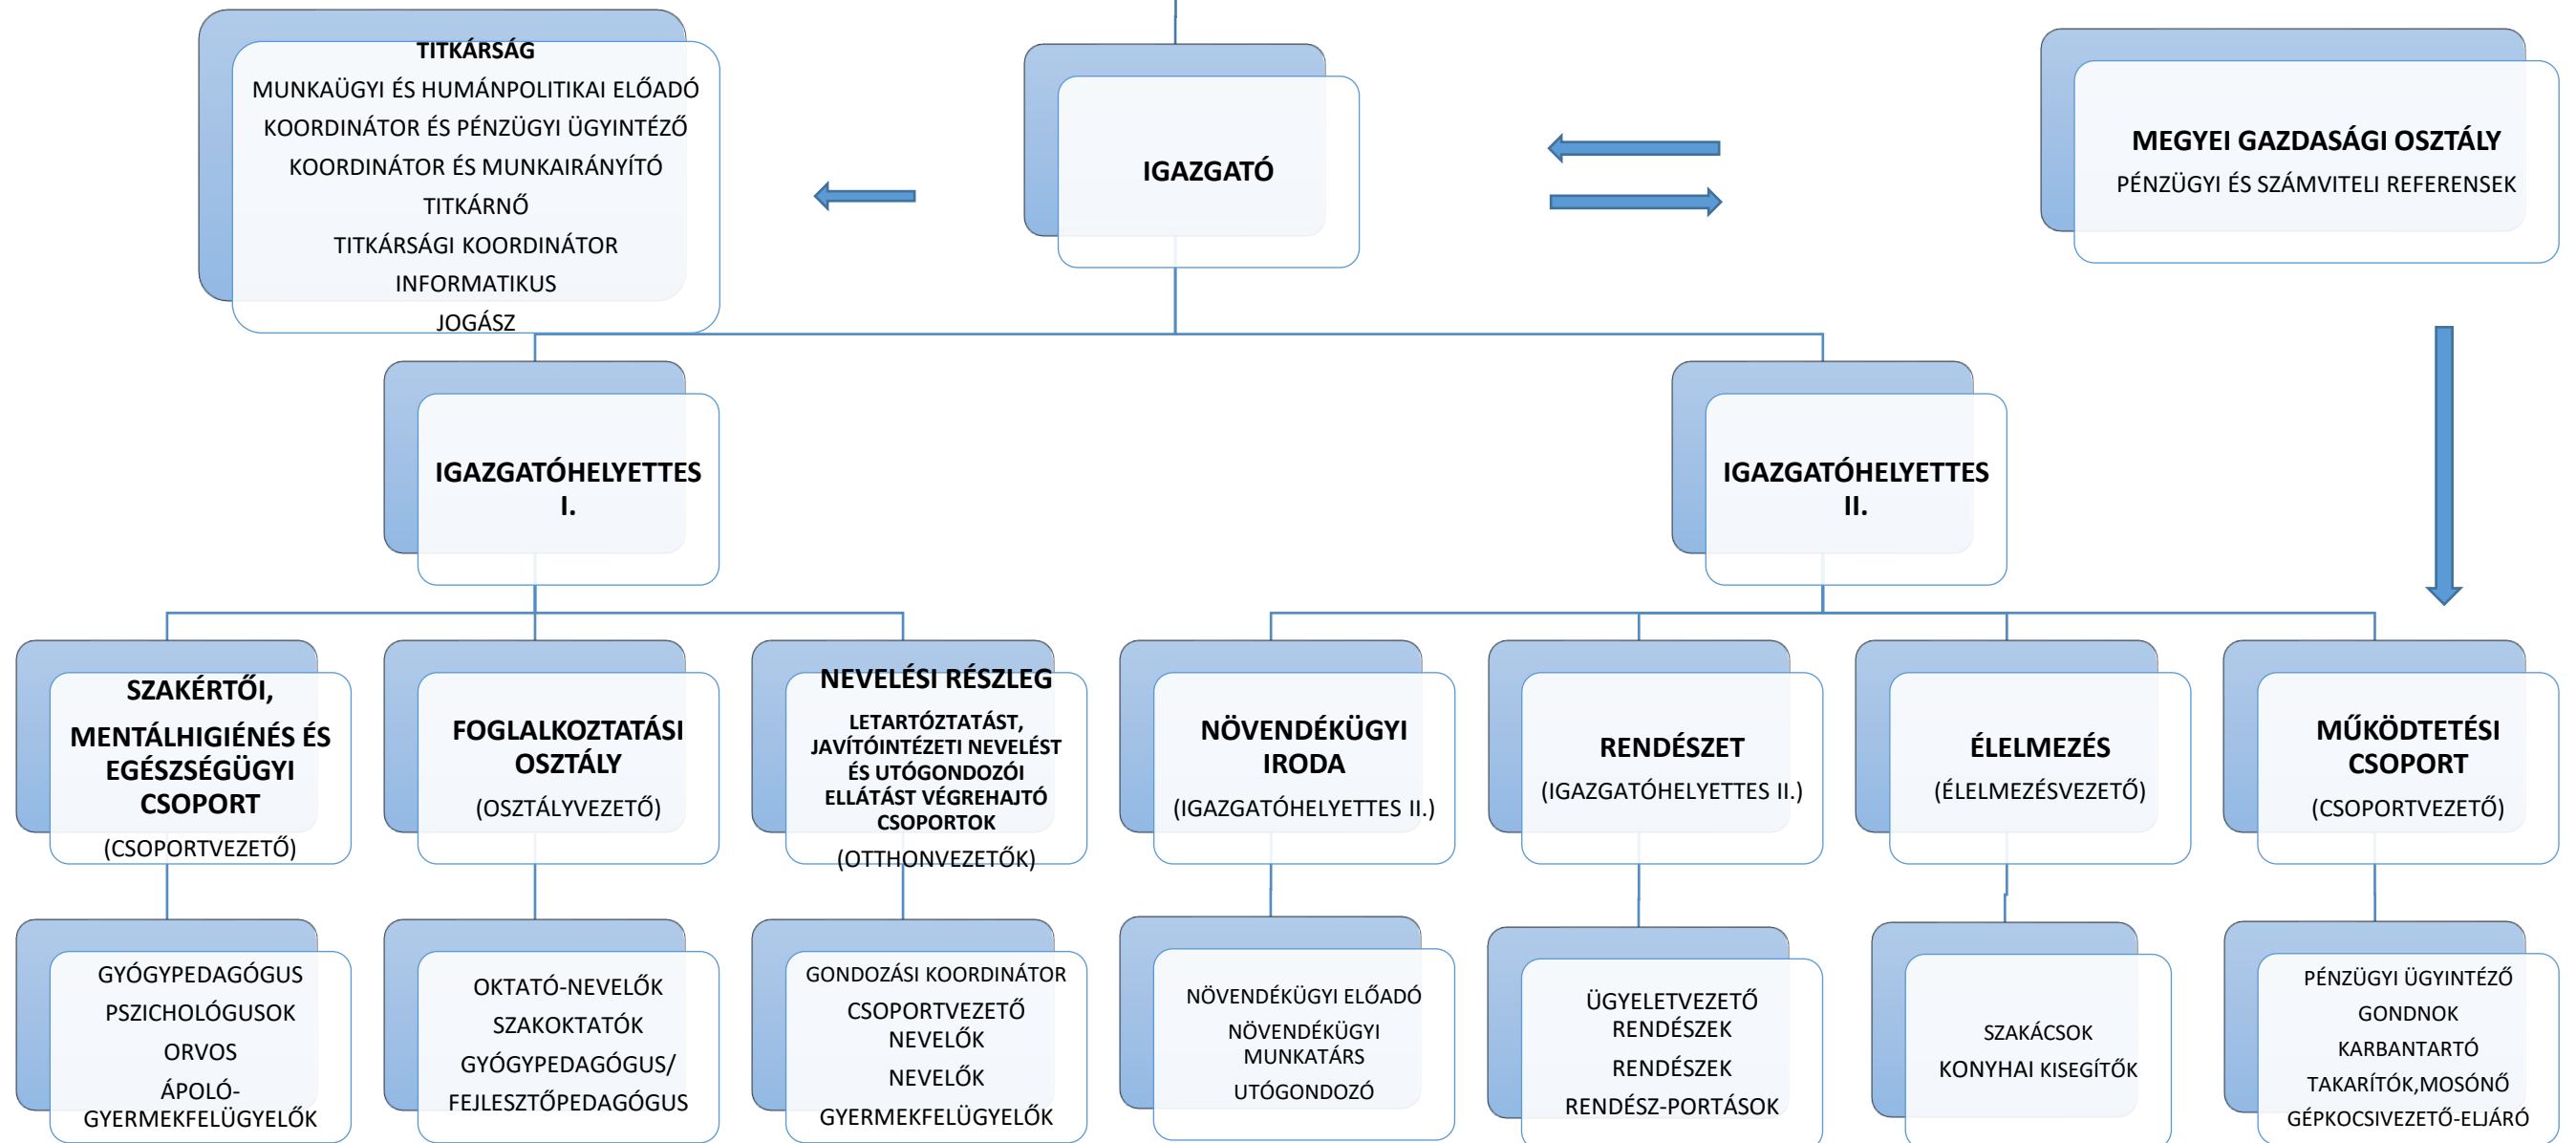 TITKÁRSÁG
MUNKAÜGYI ÉS HUMÁNPOLITIKAI ELŐADÓ
KOORDINÁTOR ÉS PÉNZÜGYI ÜGYINTÉZŐ
KOORDINÁTOR ÉS MUNKAIRÁNYÍTÓ
TITKÁRNŐ
TITKÁRSÁGI KOORDINÁTOR
INFORMATIKUS
JOGÁSZ
IGAZGATÓ
MEGYEI GAZDASÁGI OSZTÁLY
PÉNZÜGYI ÉS SZÁMVITELI REFERENSEK
IGAZGATÓHELYETTES
I.
IGAZGATÓHELYETTES
II.
SZAKÉRTŐI,
MENTÁLHIGIÉNÉS ÉS
EGÉSZSÉGÜGYI
CSOPORT
(CSOPORTVEZETŐ)
FOGLALKOZTATÁSI
OSZTÁLY
(OSZTÁLYVEZETŐ)
NEVELÉSI RÉSZLEG
LETARTÓZTATÁST,
JAVÍTÓINTÉZETI NEVELÉST
ÉS UTÓGONDOZÓI
ELLÁTÁST VÉGREHAJTÓ
CSOPORTOK
(OTTHONVEZETŐK)
NÖVENDÉKÜGYI
IRODA
(IGAZGATÓHELYETTES II.)
RENDÉSZET
(IGAZGATÓHELYETTES II.)
ÉLELMEZÉS
(ÉLELMEZÉSVEZETŐ)
MŰKÖDTETÉSI
CSOPORT
(CSOPORTVEZETŐ)
GYÓGYPEDAGÓGUS
PSZICHOLÓGUSOK
ORVOS
ÁPOLÓ-
GYERMEKFELÜGYELŐK
OKTATÓ-NEVELŐK
SZAKOKTATÓK
GYÓGYPEDAGÓGUS/
FEJLESZTŐPEDAGÓGUS
GONDOZÁSI KOORDINÁTOR
CSOPORTVEZETŐ
NEVELŐK
NEVELŐK
GYERMEKFELÜGYELŐK
NÖVENDÉKÜGYI ELŐADÓ
NÖVENDÉKÜGYI
MUNKATÁRS
UTÓGONDOZÓ
ÜGYELETVEZETŐ
RENDÉSZEK
RENDÉSZEK
RENDÉSZ-PORTÁSOK
SZAKÁCSOK
KONYHAI KISEGÍTŐK
PÉNZÜGYI ÜGYINTÉZŐ
GONDNOK
KARBANTARTÓ
TAKARÍTÓK,MOSÓNŐ
GÉPKOCSIVEZETŐ-ELJÁRÓ